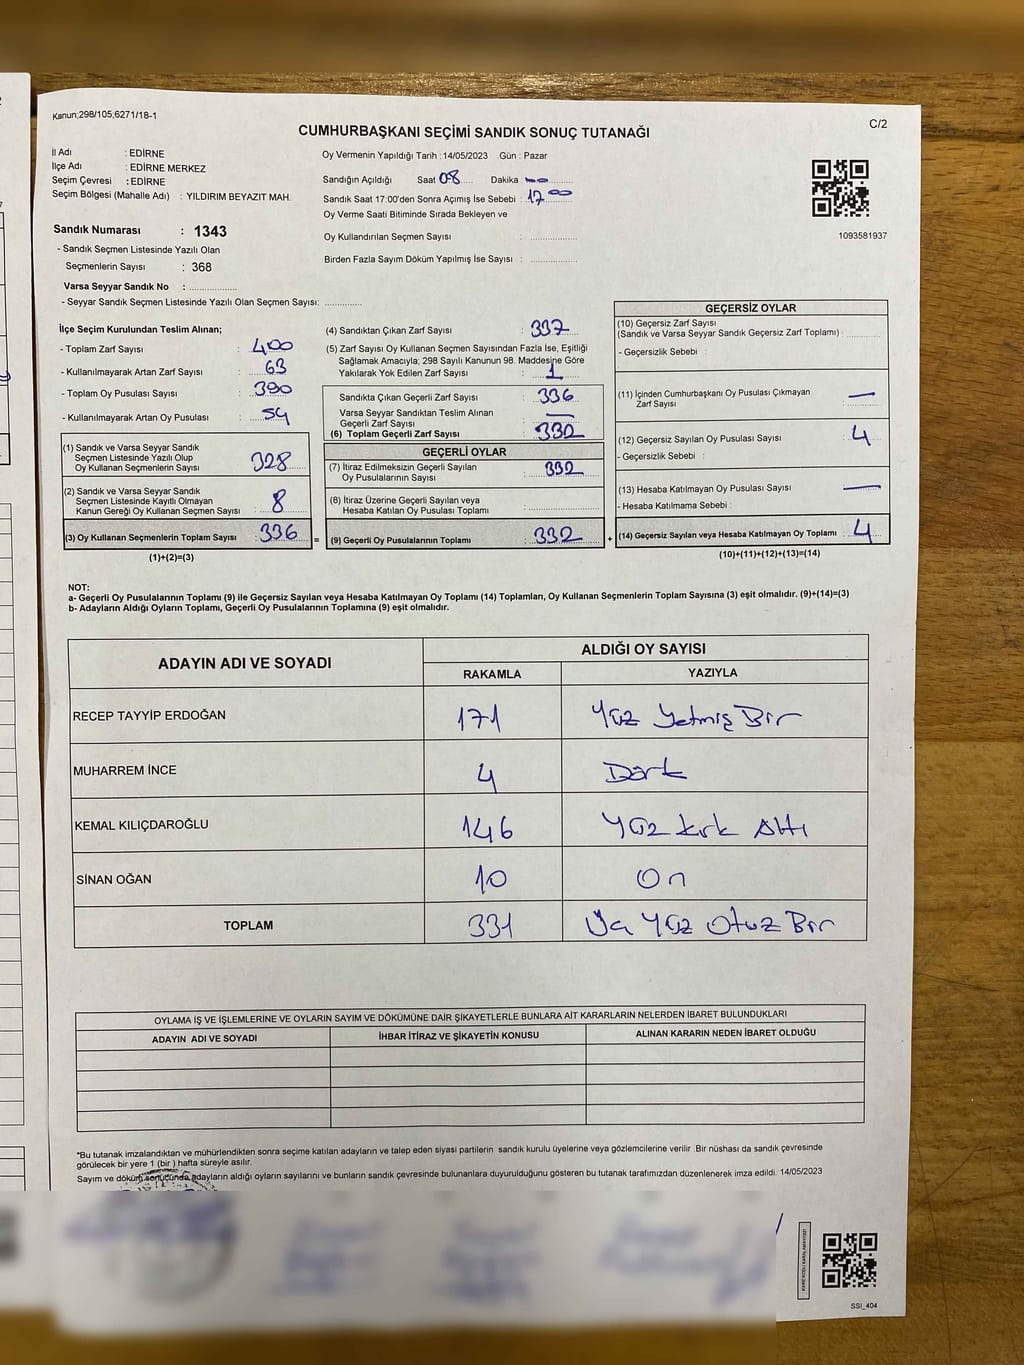 Kanun;298/105,6271/18-1
C/2
CUMHURBAŞKANI SEÇİMİ SANDIK SONUÇ TUTANAĞI
İl Adı : EDİRNE
İlçe Adı : EDİRNE MERKEZ
Seçim Çevresi : EDİRNE
Seçim Bölgesi (Mahalle Adı) : YILDIRIM BEYAZIT MAH.
Sandık Numarası : 1343
- Sandık Seçmen Listesinde Yazılı Olan
Seçmenlerin Sayısı : 368
Varsa Seyyar Sandık No : ..................
- Seyyar Sandık Seçmen Listesinde Yazılı Olan Seçmen Sayısı: .............
Oy Vermenin Yapıldığı Tarih : 14/05/2023 Gün : Pazar
Sandığın Açıldığı Saat 08 Dakika
Sandık Saat 17:00'den Sonra Açımış İse Sebebi : 17 00
Oy Verme Saati Bitiminde Sırada Bekleyen ve
Oy Kullandırılan Seçmen Sayısı : ................
Birden Fazla Sayım Döküm Yapılmış İse Sayısı : ................
1093581937
İlçe Seçim Kurulundan Teslim Alınan;
- Toplam Zarf Sayısı : 400
- Kullanılmayarak Artan Zarf Sayısı : 63
- Toplam Oy Pusulası Sayısı : 390
- Kullanılmayarak Artan Oy Pusulası : 54
(1) Sandık ve Varsa Seyyar Sandık
Seçmen Listesinde Yazılı Olup
Oy Kullanan Seçmenlerin Sayısı 328
(2) Sandık ve Varsa Seyyar Sandık
Seçmen Listesinde Kayıtlı Olmayan
Kanun Gereği Oy Kullanan Seçmen Sayısı : 8
(3) Oy Kullanan Seçmenlerin Toplam Sayısı : 336
(1)+(2)=(3)
(4) Sandıktan Çıkan Zarf Sayısı : 337
(5) Zarf Sayısı Oy Kullanan Seçmen Sayısından Fazla İse, Eşitliği
Sağlamak Amacıyla; 298 Sayılı Kanunun 98. Maddesine Göre
Yakılarak Yok Edilen Zarf Sayısı : 1
Sandıkta Çıkan Geçerli Zarf Sayısı : 336
Varsa Seyyar Sandıktan Teslim Alınan
Geçerli Zarf Sayısı : —
(6) Toplam Geçerli Zarf Sayısı : 332
GEÇERLİ OYLAR
(7) İtiraz Edilmeksizin Geçerli Sayılan
Oy Pusulalarının Sayısı : 332
(8) İtiraz Üzerine Geçerli Sayılan veya
Hesaba Katılan Oy Pusulası Toplamı :
= (9) Geçerli Oy Pusulalarının Toplamı : 332 +
GEÇERSİZ OYLAR
(10) Geçersiz Zarf Sayısı
(Sandık ve Varsa Seyyar Sandık Geçersiz Zarf Toplamı) : .............
- Geçersizlik Sebebi :
(11) İçinden Cumhurbaşkanı Oy Pusulası Çıkmayan
Zarf Sayısı : —
(12) Geçersiz Sayılan Oy Pusulası Sayısı : 4
- Geçersizlik Sebebi :
(13) Hesaba Katılmayan Oy Pusulası Sayısı : —
- Hesaba Katılmama Sebebi :
(14) Geçersiz Sayılan veya Hesaba Katılmayan Oy Toplamı : 4
(10)+(11)+(12)+(13)=(14)
NOT:
a- Geçerli Oy Pusulalarının Toplamı (9) ile Geçersiz Sayılan veya Hesaba Katılmayan Oy Toplamı (14) Toplamları, Oy Kullanan Seçmenlerin Toplam Sayısına (3) eşit olmalıdır. (9)+(14)=(3)
b- Adayların Aldığı Oyların Toplamı, Geçerli Oy Pusulalarının Toplamına (9) eşit olmalıdır.
ADAYIN ADI VE SOYADI ALDIĞI OY SAYISI
RAKAMLA YAZIYLA
RECEP TAYYİP ERDOĞAN 171 Yüz Yetmiş Bir
MUHARREM İNCE 4 Dört
KEMAL KILIÇDAROĞLU 146 Yüz Kırk Altı
SİNAN OĞAN 10 On
TOPLAM 331 Üç Yüz Otuz Bir
OYLAMA İŞ VE İŞLEMLERİNE VE OYLARIN SAYIM VE DÖKÜMÜNE DAİR ŞİKAYETLERLE BUNLARA AİT KARARLARIN NELERDEN İBARET BULUNDUKLARI
ADAYIN ADI VE SOYADI İHBAR İTİRAZ VE ŞİKAYETİN KONUSU ALINAN KARARIN NEDEN İBARET OLDUĞU
*Bu tutanak imzalandıktan ve mühürlendikten sonra seçime katılan adayların ve talep eden siyasi partilerin sandık kurulu üyelerine veya gözlemcilerine verilir .Bir nüshası da sandık çevresinde
görülecek bir yere 1 (bir ) hafta süreyle asılır.
Sayım ve döküm sonucunda adayların aldığı oyların sayılarını ve bunların sandık çevresinde bulunanlara duyurulduğunu gösteren bu tutanak tarafımızdan düzenlenerek imza edildi. 14/05/2023
SSI_404